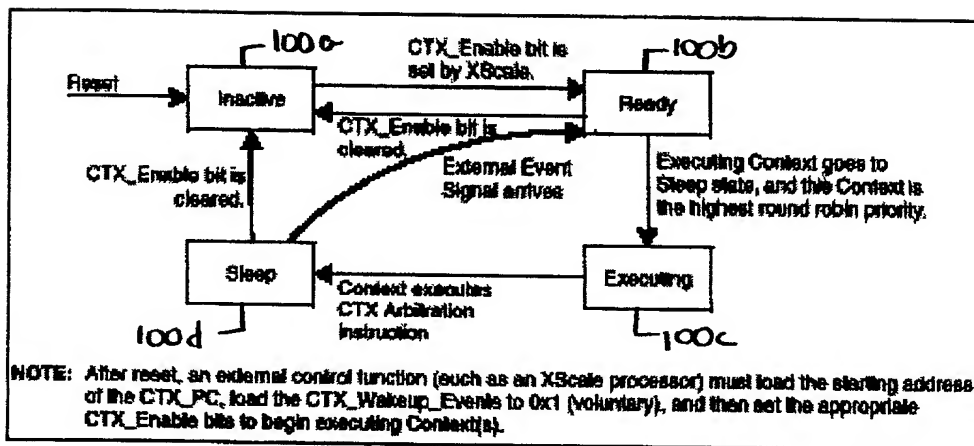 100a
100b
CTX_Enable bit is
set by XScale.
Reset
Inactive
Ready
CTX_Enable bit is
cleared.
CTX_Enable bit is
cleared.
External Event
Signal arrives
Executing Context goes to
Sleep state, and this Context is
the highest round robin priority.
Sleep
Executing
Context executes
CTX Arbitration
Instruction
100d
100c
NOTE: After reset, an external control function (such as an XScale processor) must load the starting address
of the CTX_PC, load the CTX_Wakeup_Events to 0x1 (voluntary), and then set the appropriate
CTX_Enable bits to begin executing Context(s).